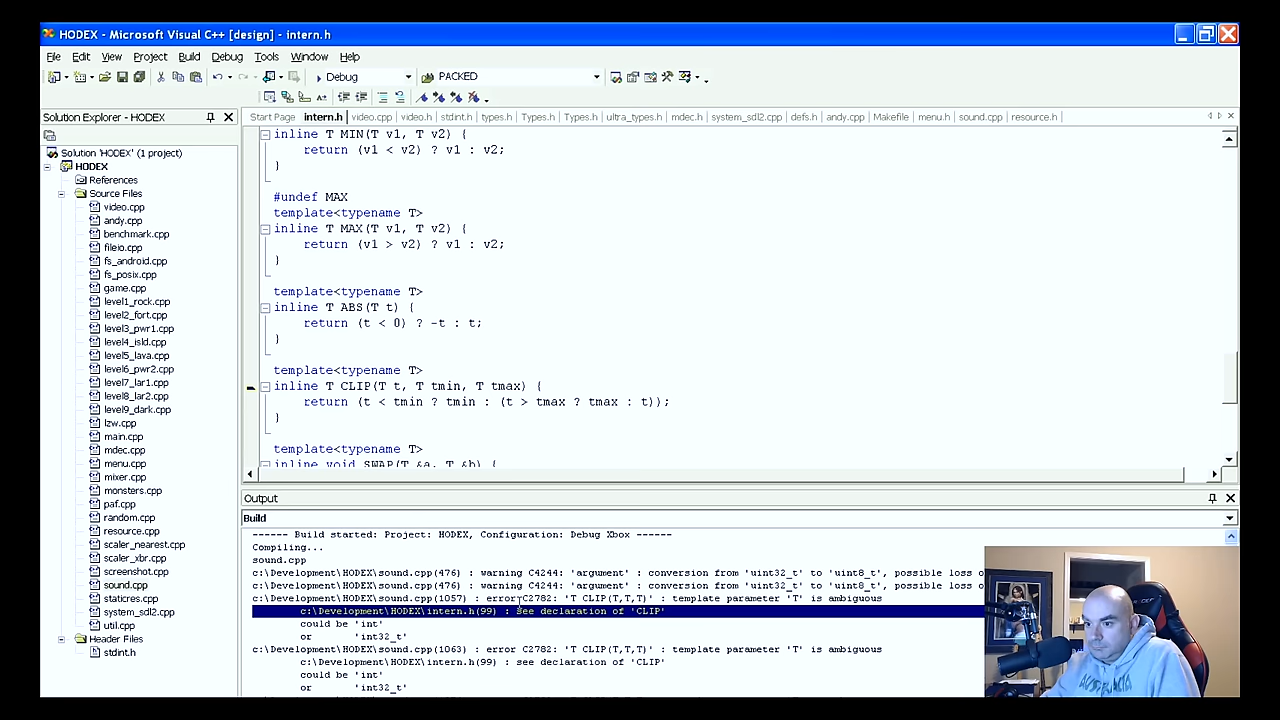 HODEX - Microsoft Visual C++ [design] - intern.h
File Edit View Project Build Debug Tools Window Help
Debug PACKED
Solution Explorer - HODEX
Start Page intern.h video.cpp video.h stdint.h types.h Types.h Types.h ultra_types.h mdec.h system_sdl2.cpp defs.h andy.cpp Makefile menu.h sound.cpp resource.h
Solution 'HODEX' (1 project)
HODEX
References
Source Files
video.cpp
andy.cpp
benchmark.cpp
fileio.cpp
fs_android.cpp
fs_posix.cpp
game.cpp
level1_rock.cpp
level2_fort.cpp
level3_pwr1.cpp
level4_isld.cpp
level5_lava.cpp
level6_pwr2.cpp
level7_lar1.cpp
level8_lar2.cpp
level9_dark.cpp
lzw.cpp
main.cpp
mdec.cpp
menu.cpp
mixer.cpp
monsters.cpp
paf.cpp
random.cpp
resource.cpp
scaler_nearest.cpp
scaler_xbr.cpp
screenshot.cpp
sound.cpp
staticres.cpp
system_sdl2.cpp
util.cpp
Header Files
stdint.h
inline T MIN(T v1, T v2) {
return (v1 < v2) ? v1 : v2;
}
#undef MAX
template<typename T>
inline T MAX(T v1, T v2) {
return (v1 > v2) ? v1 : v2;
}
template<typename T>
inline T ABS(T t) {
return (t < 0) ? -t : t;
}
template<typename T>
inline T CLIP(T t, T tmin, T tmax) {
return (t < tmin ? tmin : (t > tmax ? tmax : t));
}
template<typename T>
inline void SWAP(T &a, T &b) {
Output
Build
------ Build started: Project: HODEX, Configuration: Debug Xbox ------
Compiling...
sound.cpp
c:\Development\HODEX\sound.cpp(476) : warning C4244: 'argument' : conversion from 'uint32_t' to 'uint8_t', possible loss o
c:\Development\HODEX\sound.cpp(476) : warning C4244: 'argument' : conversion from 'uint32_t' to 'uint8_t', possible loss o
c:\Development\HODEX\sound.cpp(1057) : error C2782: 'T CLIP(T,T,T)' : template parameter 'T' is ambiguous
c:\Development\HODEX\intern.h(99) : see declaration of 'CLIP'
could be 'int'
or 'int32_t'
c:\Development\HODEX\sound.cpp(1063) : error C2782: 'T CLIP(T,T,T)' : template parameter 'T' is ambiguous
c:\Development\HODEX\intern.h(99) : see declaration of 'CLIP'
could be 'int'
or 'int32_t'